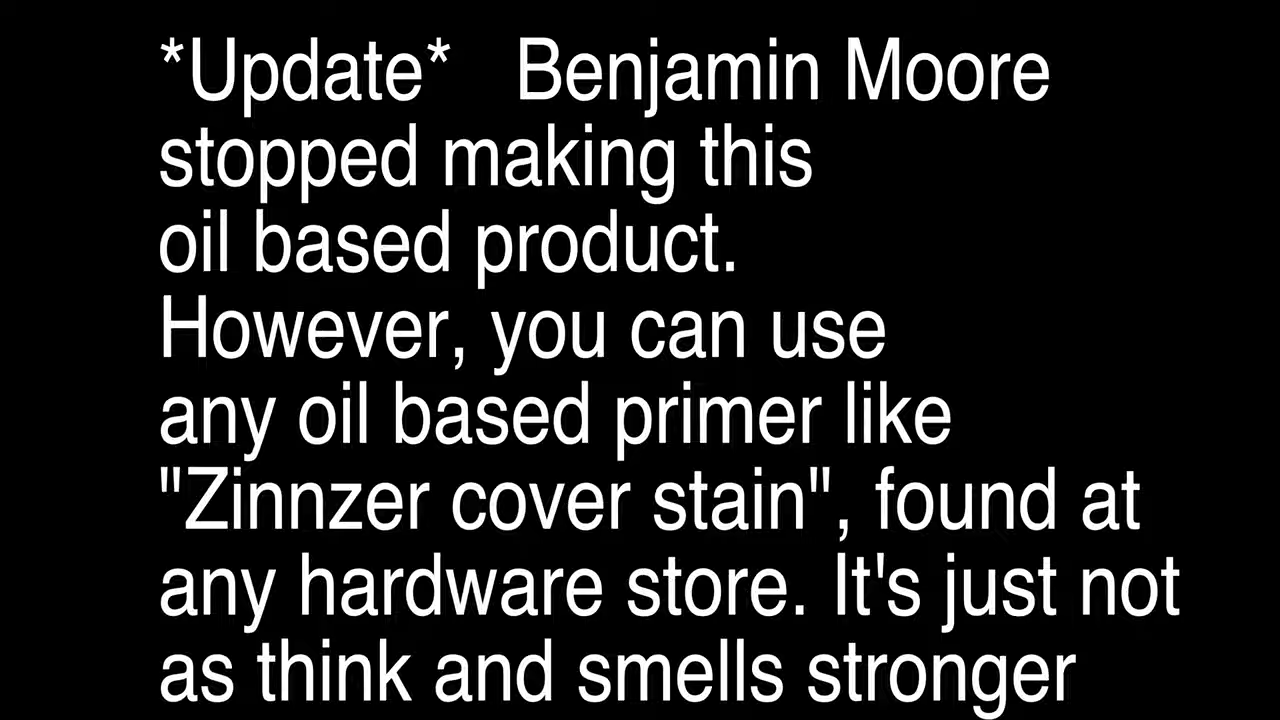 *Update* Benjamin Moore
stopped making this
oil based product.
However, you can use
any oil based primer like
"Zinnzer cover stain", found at
any hardware store. It's just not
as think and smells stronger